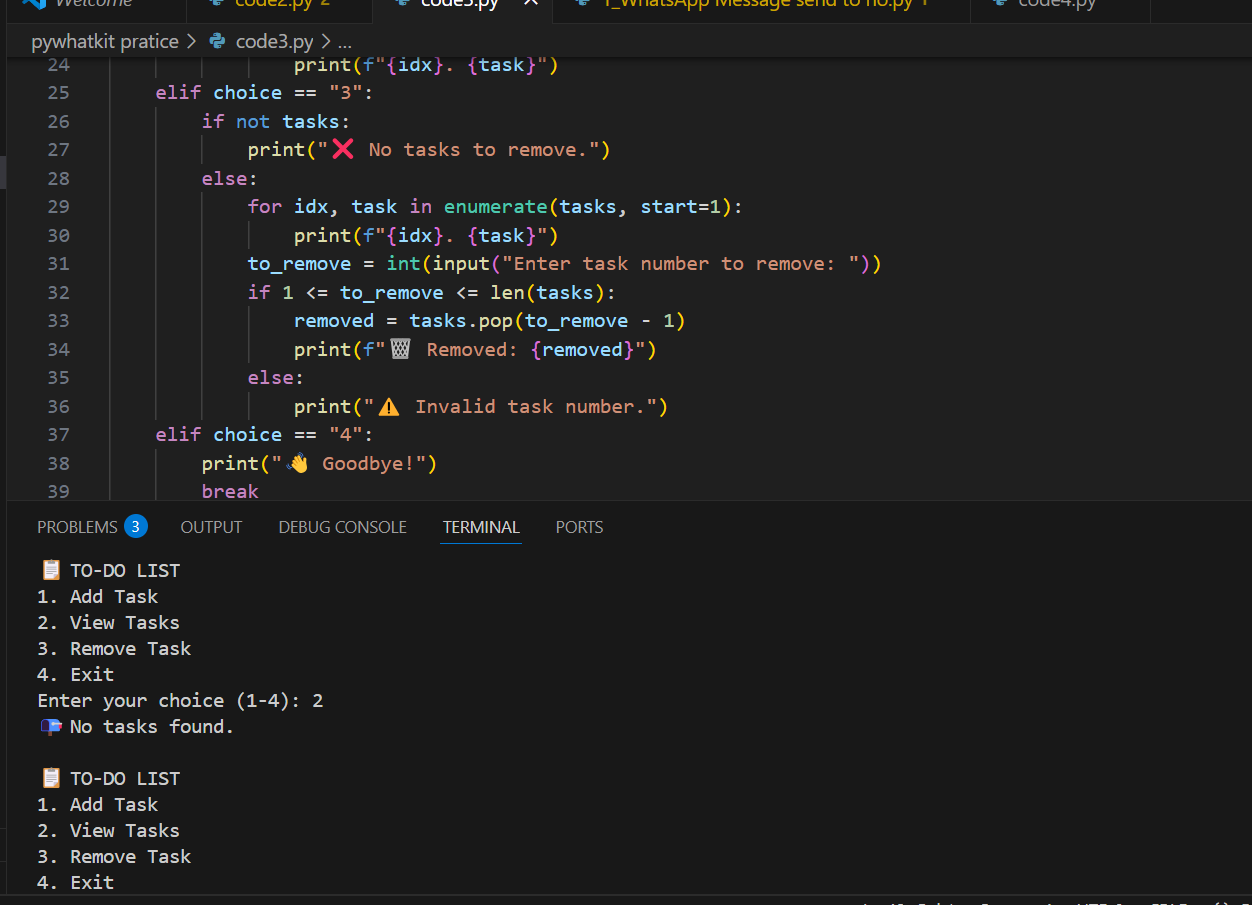 Welcome code2.py 2 code3.py 1_WhatsApp Message send to no.py 1 code4.py
pywhatkit pratice > code3.py > ...
24 print(f"{idx}. {task}")
25 elif choice == "3":
26 if not tasks:
27 print("❌ No tasks to remove.")
28 else:
29 for idx, task in enumerate(tasks, start=1):
30 print(f"{idx}. {task}")
31 to_remove = int(input("Enter task number to remove: "))
32 if 1 <= to_remove <= len(tasks):
33 removed = tasks.pop(to_remove - 1)
34 print(f"🗑️ Removed: {removed}")
35 else:
36 print("⚠️ Invalid task number.")
37 elif choice == "4":
38 print("👋 Goodbye!")
39 break
PROBLEMS 3 OUTPUT DEBUG CONSOLE TERMINAL PORTS
📋 TO-DO LIST
1. Add Task
2. View Tasks
3. Remove Task
4. Exit
Enter your choice (1-4): 2
📪 No tasks found.
📋 TO-DO LIST
1. Add Task
2. View Tasks
3. Remove Task
4. Exit